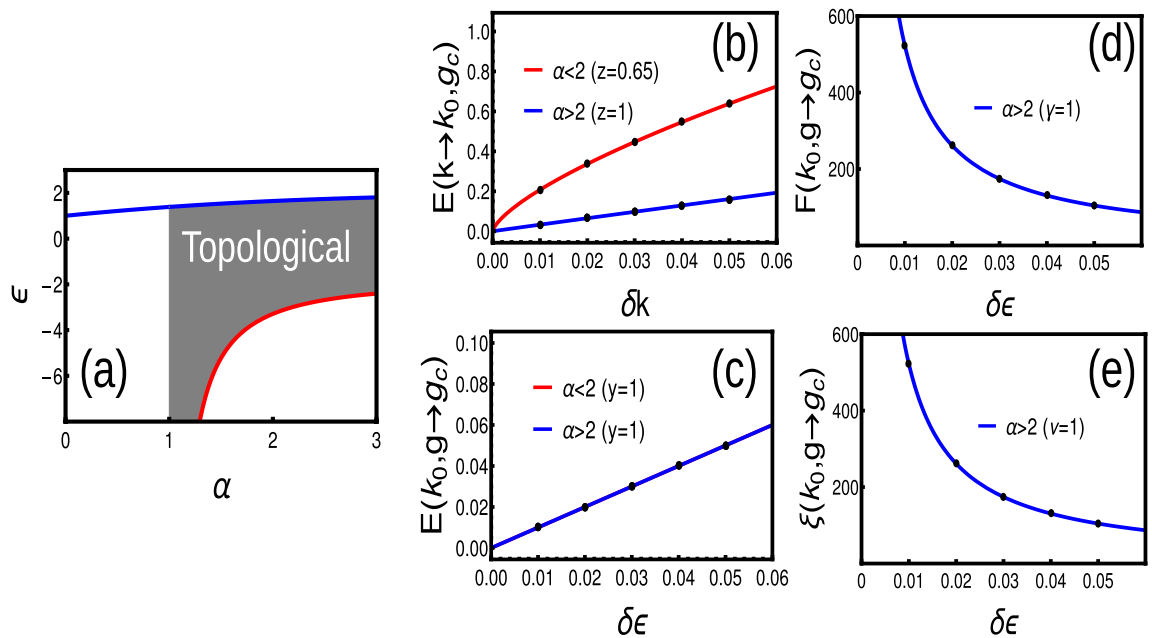 (a)
Topological
ϵ
2
0
−2
−4
−6
0
1
2
3
α
(b)
E(k→k₀,g꜀)
1.0
0.8
0.6
0.4
0.2
0.0
α<2 (z=0.65)
α>2 (z=1)
0.00 0.01 0.02 0.03 0.04 0.05 0.06
δk
(d)
F(k₀,g→g꜀)
600
400
200
α>2 (γ=1)
0 0.01 0.02 0.03 0.04 0.05
δϵ
(c)
E(k₀,g→g꜀)
0.10
0.08
0.06
0.04
0.02
0.00
α<2 (y=1)
α>2 (y=1)
0.00 0.01 0.02 0.03 0.04 0.05 0.06
δϵ
(e)
ξ(k₀,g→g꜀)
600
400
200
α>2 (ν=1)
0 0.01 0.02 0.03 0.04 0.05
δϵ